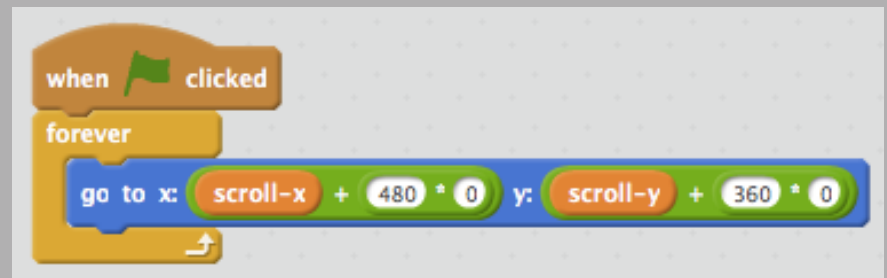 when clicked
forever
go to x: scroll-x + 480 * 0 y: scroll-y + 360 * 0